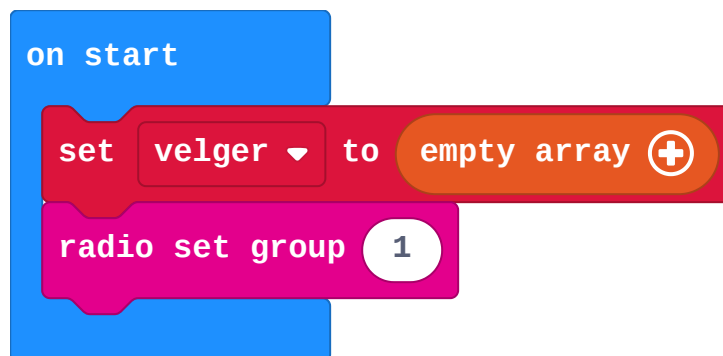 on start
set velger to empty array
radio set group 1